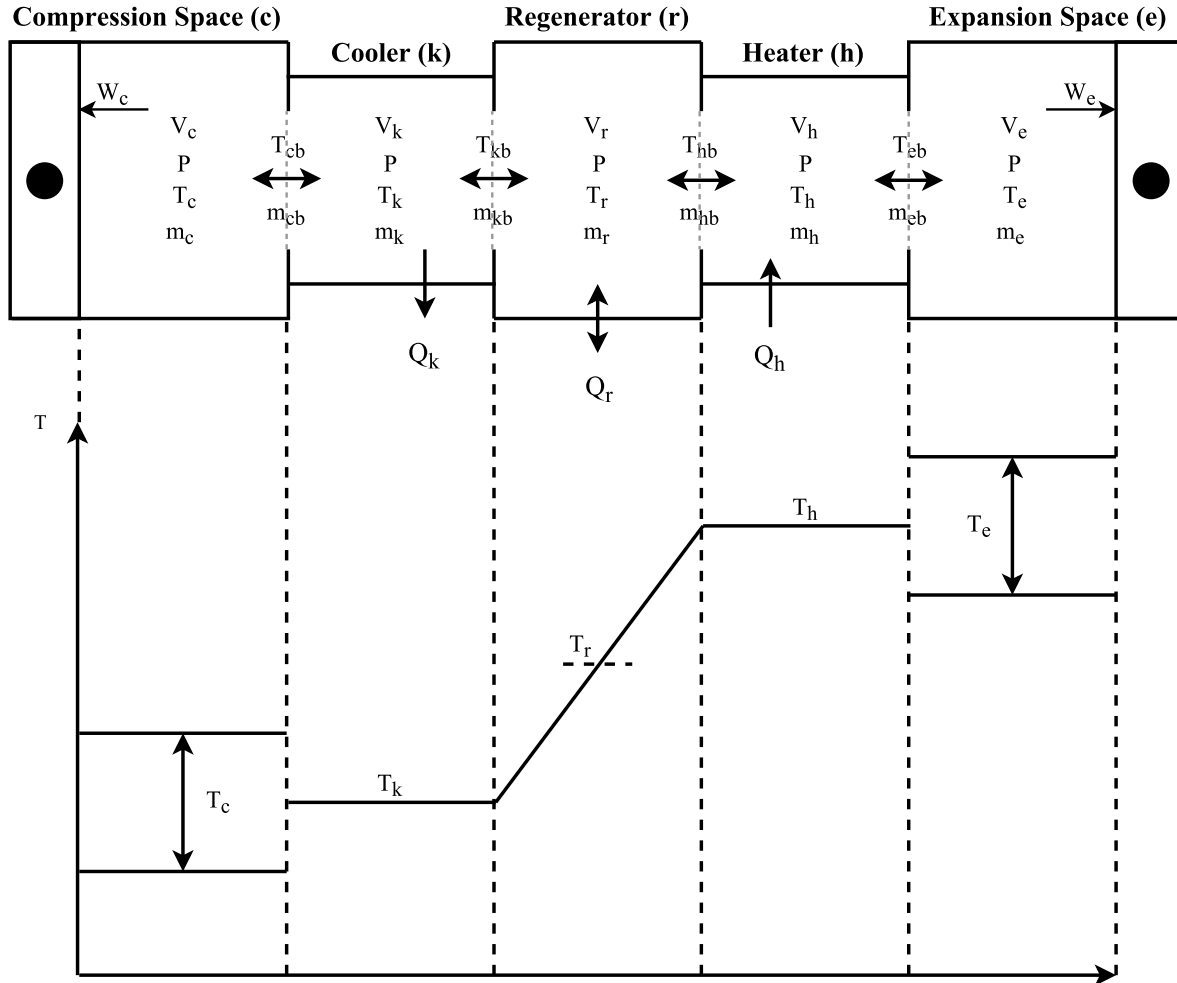 Compression Space (c)
Regenerator (r)
Expansion Space (e)
Cooler (k)
Heater (h)
W_c
W_e
V_c
P
T_c
m_c
T_cb
m_cb
V_k
P
T_k
m_k
T_kb
m_kb
V_r
P
T_r
m_r
T_hb
m_hb
V_h
P
T_h
m_h
T_eb
m_eb
V_e
P
T_e
m_e
Q_k
Q_r
Q_h
T
T_h
T_e
T_r
T_k
T_c